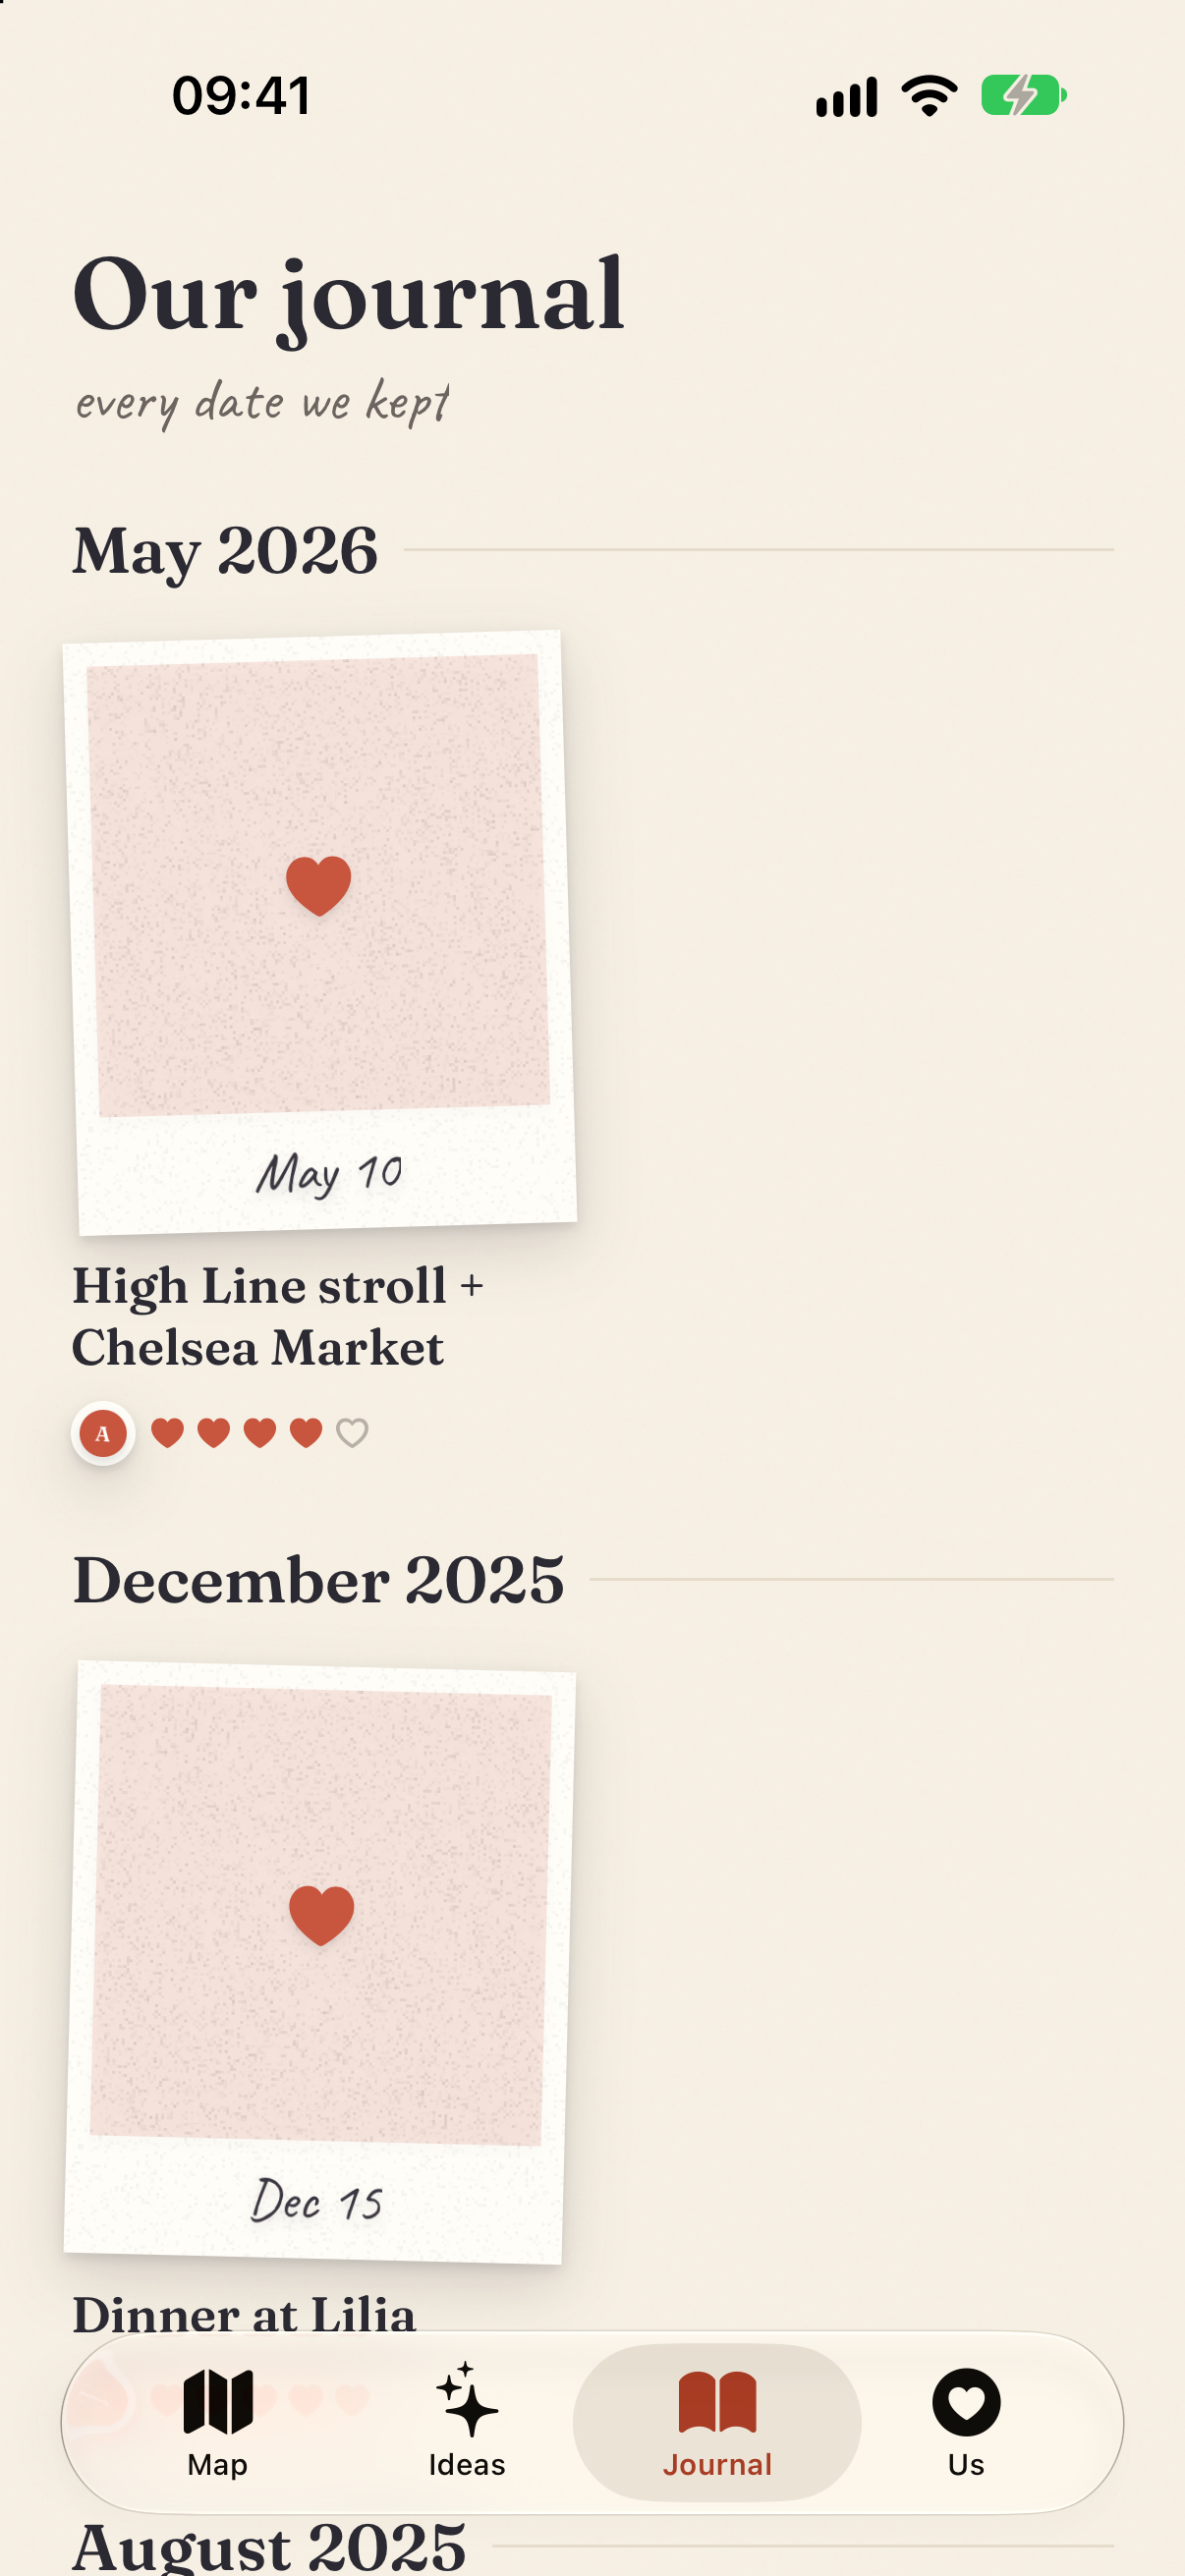 09:41
Our journal
every date we kept
May 2026
May 10
High Line stroll +
Chelsea Market
A
December 2025
Dec 15
Dinner at Lilia
Map
Ideas
Journal
Us
August 2025